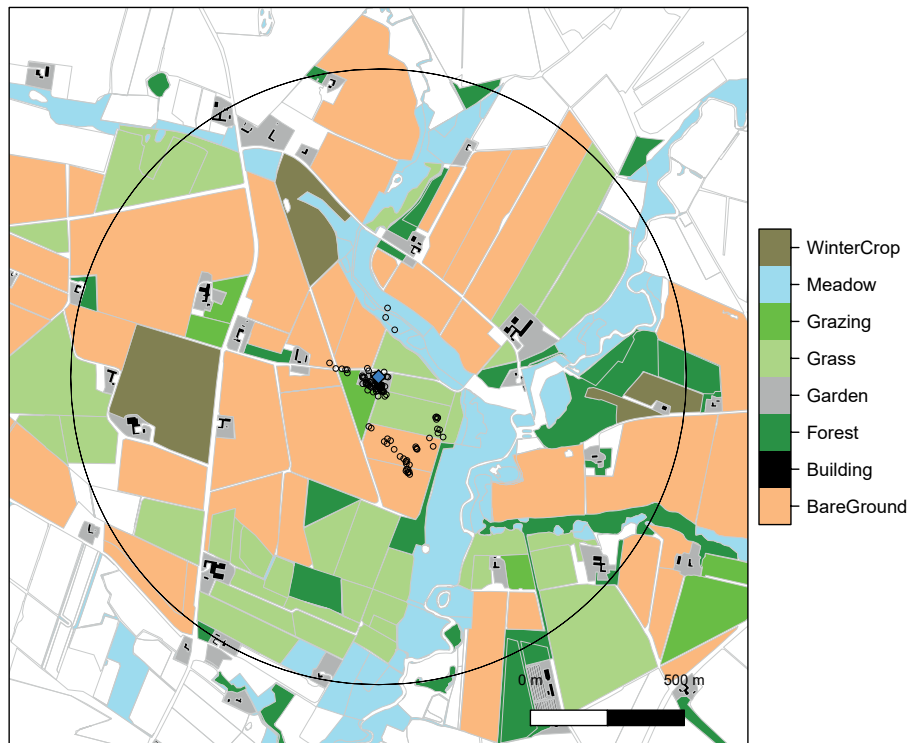 WinterCrop
Meadow
Grazing
Grass
Garden
Forest
Building
BareGround
0 m 500 m